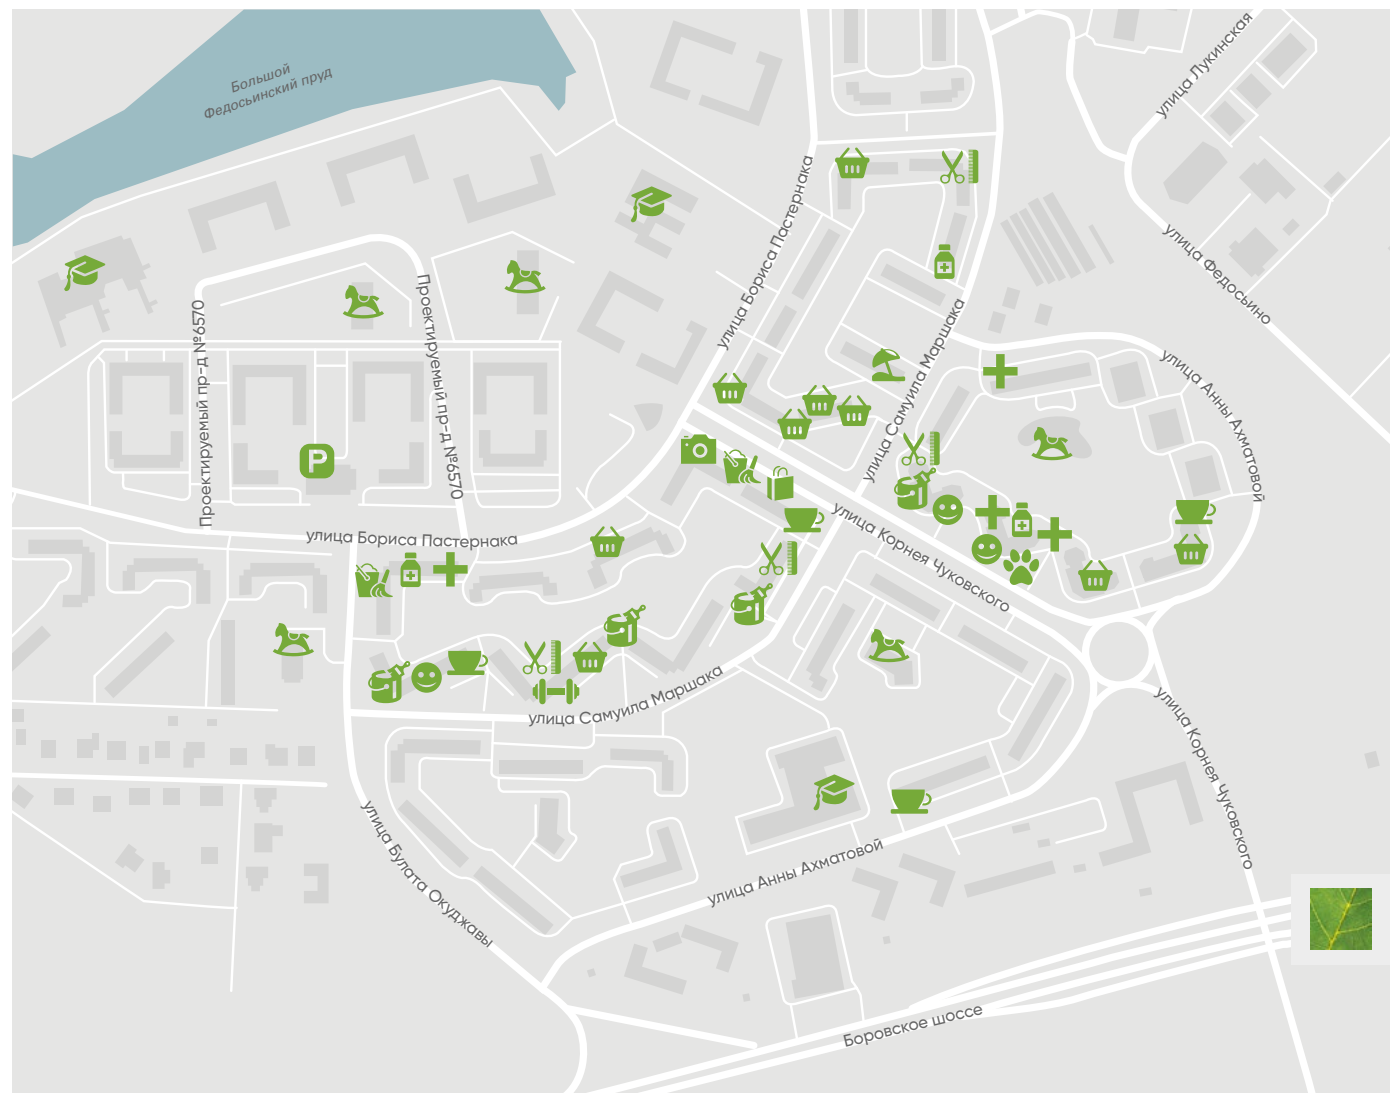 Большой
Федосьинский пруд
улица Лукинская
улица Бориса Пастернака
улица Федосьино
Проектируемый пр-д №6570
Проектируемый пр-д №6570
улица Самуила Маршака
улица Анны Ахматовой
улица Бориса Пастернака
улица Корнея Чуковского
P
улица Самуила Маршака
улица Корнея Чуковского
улица Булата Окуджавы
улица Анны Ахматовой
Боровское шоссе